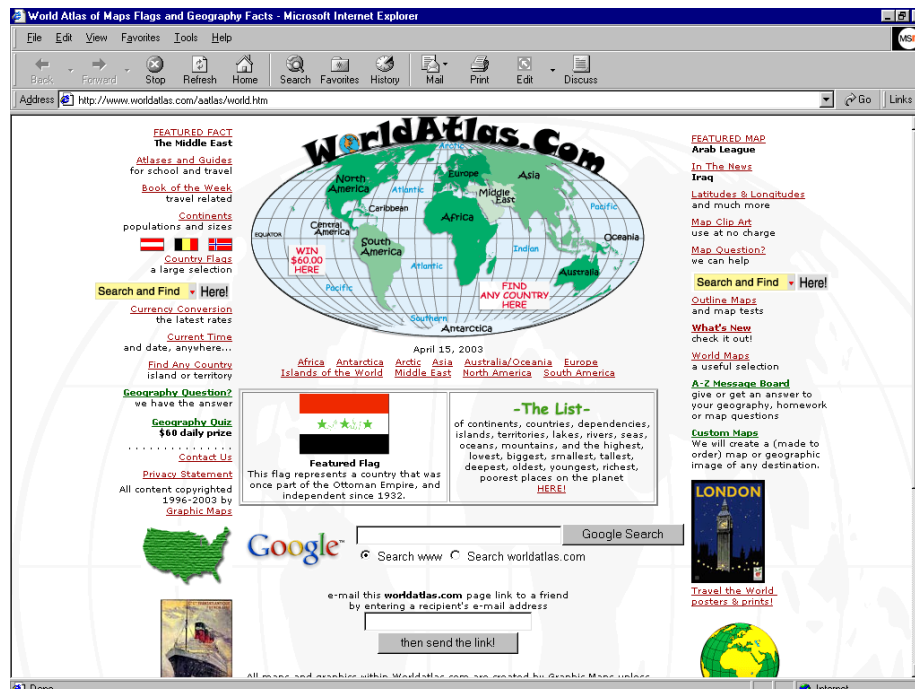 World Atlas of Maps Flags and Geography Facts - Microsoft Internet Explorer
File Edit View Favorites Tools Help
Back Forward Stop Refresh Home Search Favorites History Mail Print Edit Discuss
Address http://www.worldatlas.com/aatlas/world.htm Go Links
FEATURED FACT
The Middle East
Atlases and Guides
for school and travel
Book of the Week
travel related
Continents
populations and sizes
Country Flags
a large selection
Search and Find Here!
Currency Conversion
the latest rates
Current Time
and date, anywhere...
Find Any Country
island or territory
Geography Question?
we have the answer
Geography Quiz
$60 daily prize
. . . . . . . . . . . . . . .
Contact Us
Privacy Statement
All content copyrighted
1996-2003 by
Graphic Maps
WorldAtlas.Com
Arctic
North
America
Atlantic
Europe
Asia
Middle
East
Pacific
Caribbean
Africa
EQUATOR
Central
America
South
America
Indian
Oceania
WIN
$60.00
HERE
Atlantic
Australia
Pacific
FIND
ANY COUNTRY
HERE
Southern
Antarctica
April 15, 2003
Africa Antarctica Arctic Asia Australia/Oceania Europe
Islands of the World Middle East North America South America
Featured Flag
This flag represents a country that was
once part of the Ottoman Empire, and
independent since 1932.
-The List-
of continents, countries, dependencies,
islands, territories, lakes, rivers, seas,
oceans, mountains, and the highest,
lowest, biggest, smallest, tallest,
deepest, oldest, youngest, richest,
poorest places on the planet
HERE!
Google™ Google Search
Search www Search worldatlas.com
e-mail this worldatlas.com page link to a friend
by entering a recipient's e-mail address
then send the link!
All maps and graphics within Worldatlas.com are created by Graphic Maps unless
FEATURED MAP
Arab League
In The News
Iraq
Latitudes & Longitudes
and much more
Map Clip Art
use at no charge
Map Question?
we can help
Search and Find Here!
Outline Maps
and map tests
What's New
check it out!
World Maps
a useful selection
A-Z Message Board
give or get an answer to
your geography, homework
or map questions
Custom Maps
We will create a (made to
order) map or geographic
image of any destination.
LONDON
Travel the World
posters & prints!
Done Internet